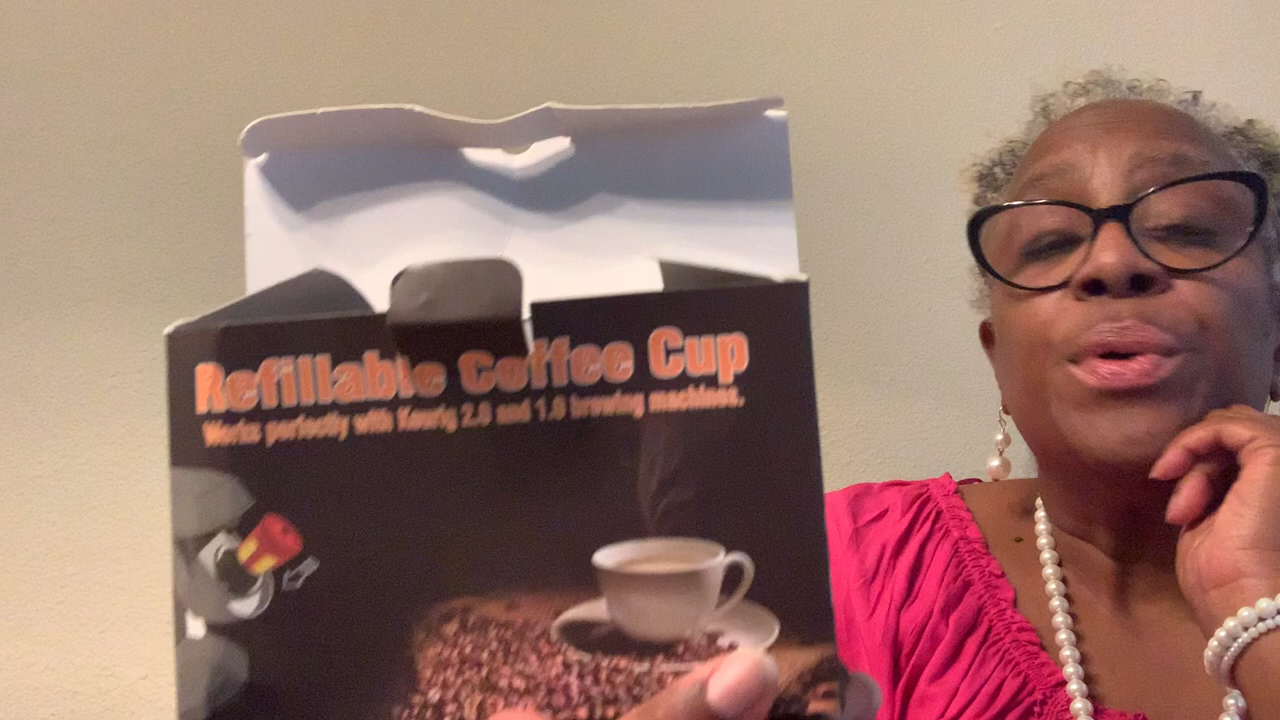 Refillable Coffee Cup
Works perfectly with Keurig 2.0 and 1.0 brewing machines.